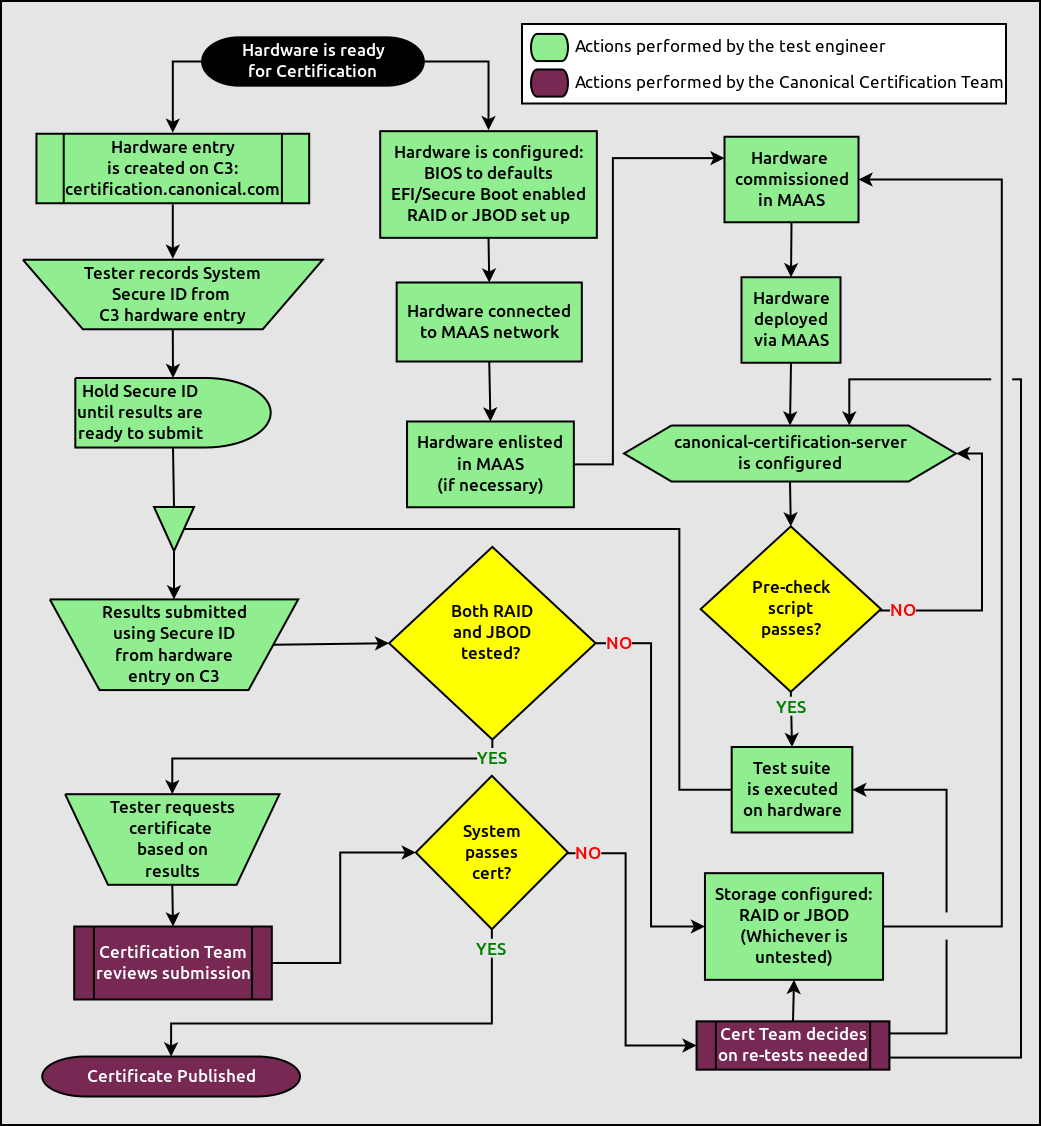 Hardware is ready
for Certification
Actions performed by the test engineer
Actions performed by the Canonical Certification Team
Hardware entry
is created on C3:
certification.canonical.com
Hardware is configured:
BIOS to defaults
EFI/Secure Boot enabled
RAID or JBOD set up
Hardware
commissioned
in MAAS
Tester records System
Secure ID from
C3 hardware entry
Hardware connected
to MAAS network
Hardware
deployed
via MAAS
Hold Secure ID
until results are
ready to submit
Hardware enlisted
in MAAS
(if necessary)
canonical-certification-server
is configured
Results submitted
using Secure ID
from hardware
entry on C3
Both RAID
and JBOD
tested?
NO
Pre-check
script
passes?
NO
YES
YES
Test suite
is executed
on hardware
Tester requests
certificate
based on
results
System
passes
cert?
NO
Storage configured:
RAID or JBOD
(Whichever is
untested)
Certification Team
reviews submission
YES
Cert Team decides
on re-tests needed
Certificate Published